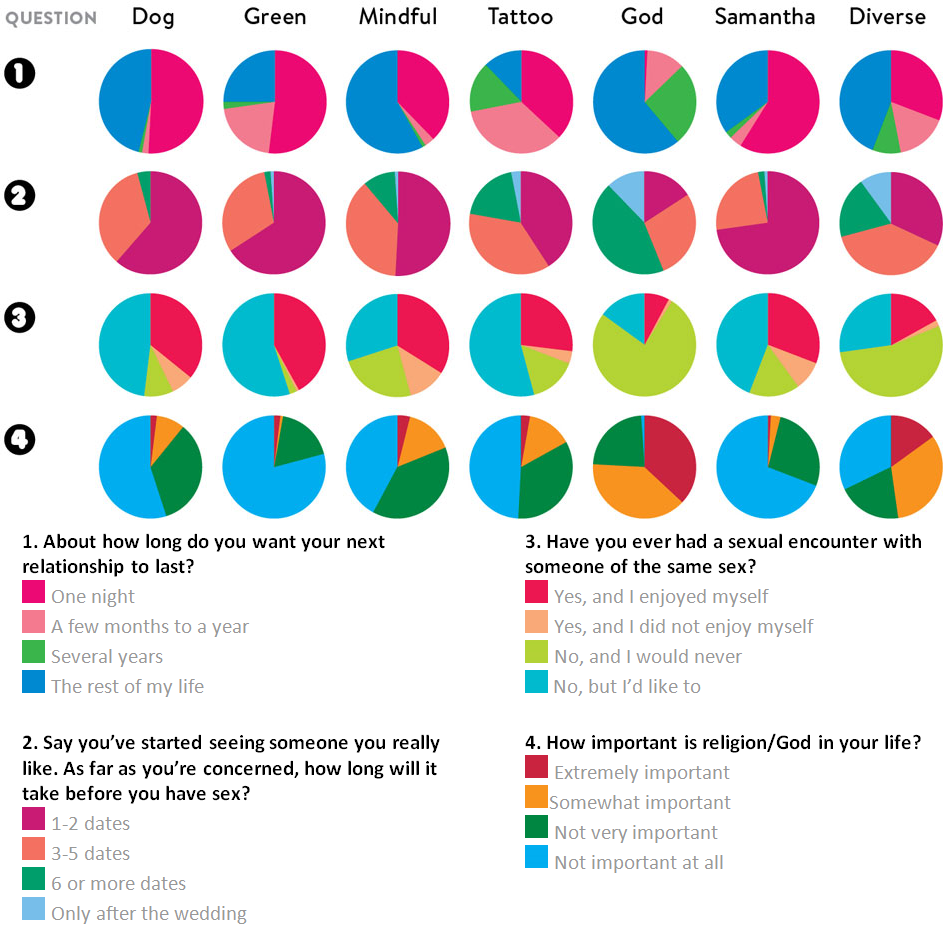 QUESTION Dog Green Mindful Tattoo God Samantha Diverse
1
2
3
4
1. About how long do you want your next
relationship to last?
One night
A few months to a year
Several years
The rest of my life
2. Say you’ve started seeing someone you really
like. As far as you’re concerned, how long will it
take before you have sex?
1-2 dates
3-5 dates
6 or more dates
Only after the wedding
3. Have you ever had a sexual encounter with
someone of the same sex?
Yes, and I enjoyed myself
Yes, and I did not enjoy myself
No, and I would never
No, but I’d like to
4. How important is religion/God in your life?
Extremely important
Somewhat important
Not very important
Not important at all